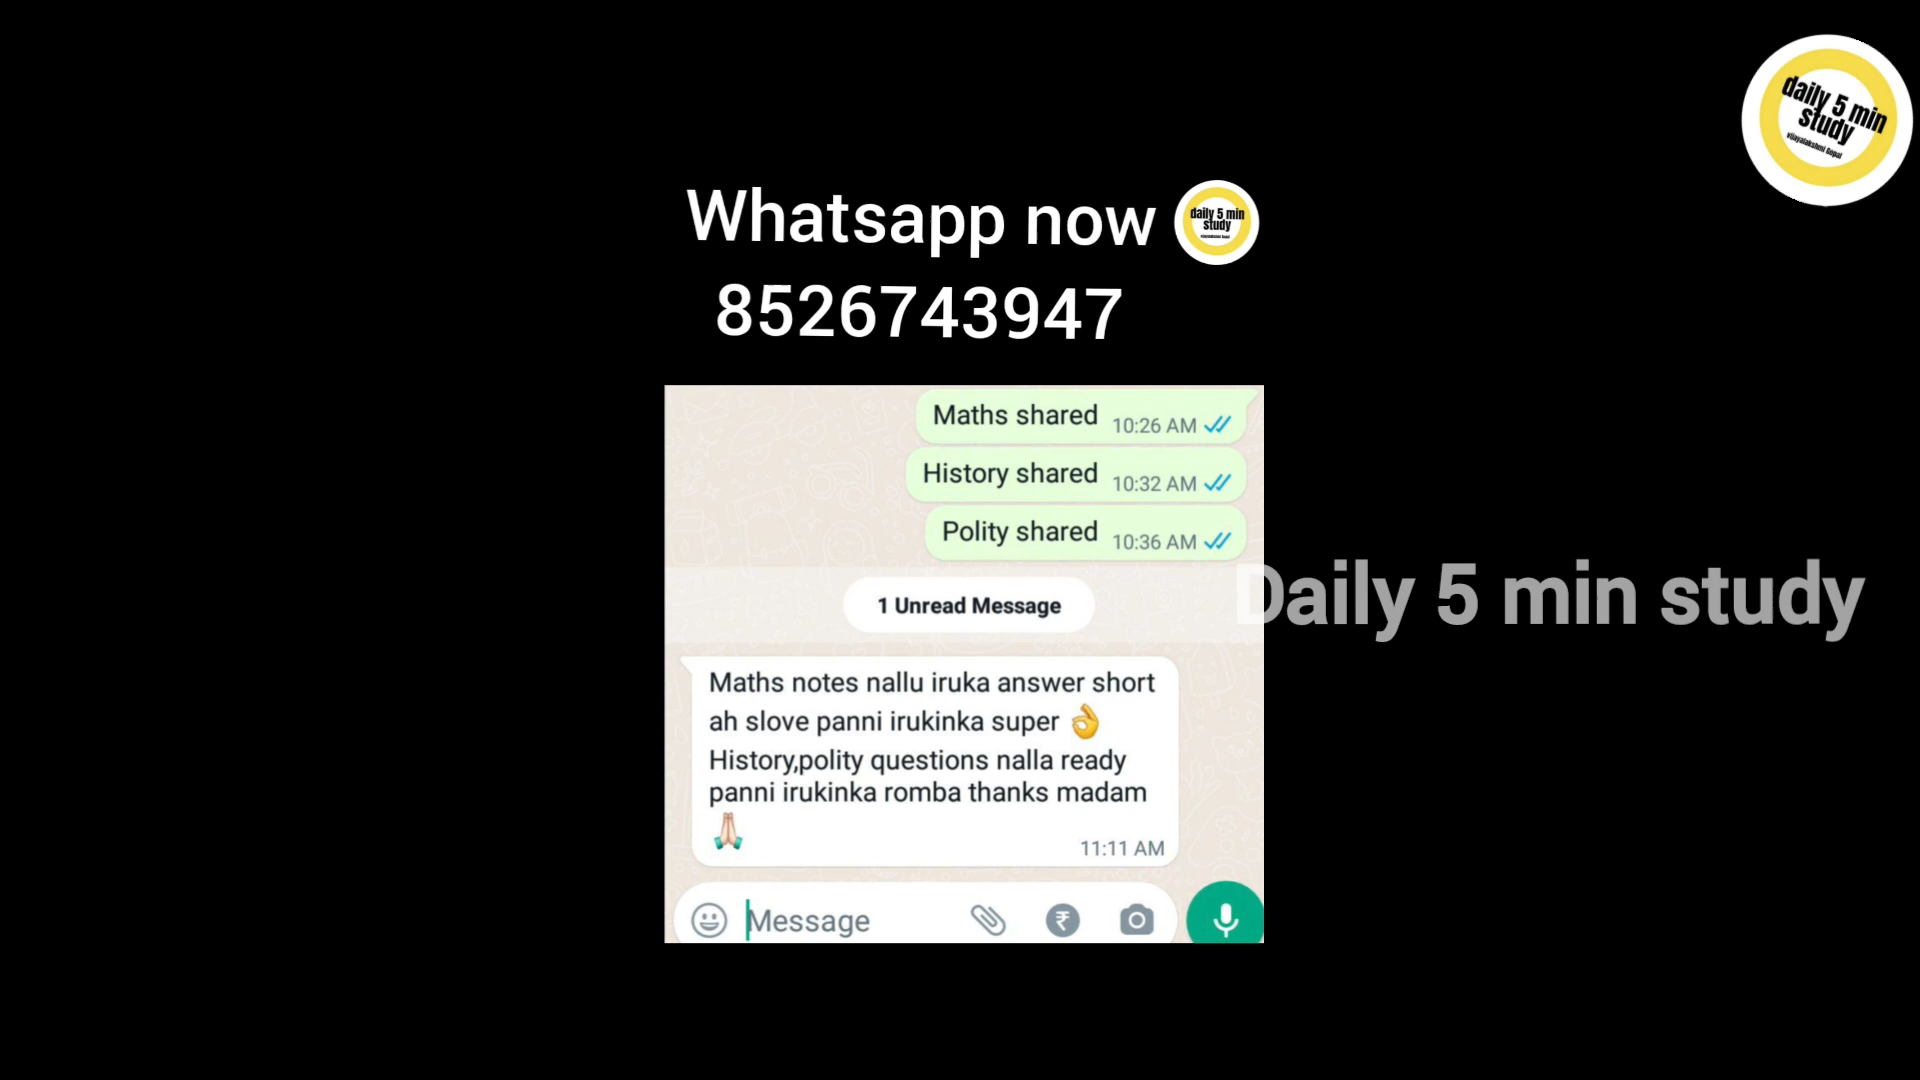 daily 5 min
study
Vijayalakshmi Gopal
Whatsapp now
daily 5 min
study
8526743947
Maths shared 10:26 AM
History shared 10:32 AM
Polity shared 10:36 AM
1 Unread Message
Daily 5 min study
Maths notes nallu iruka answer short
ah slove panni irukinka super 👌
History,polity questions nalla ready
panni irukinka romba thanks madam
🙏🏻
11:11 AM
Message